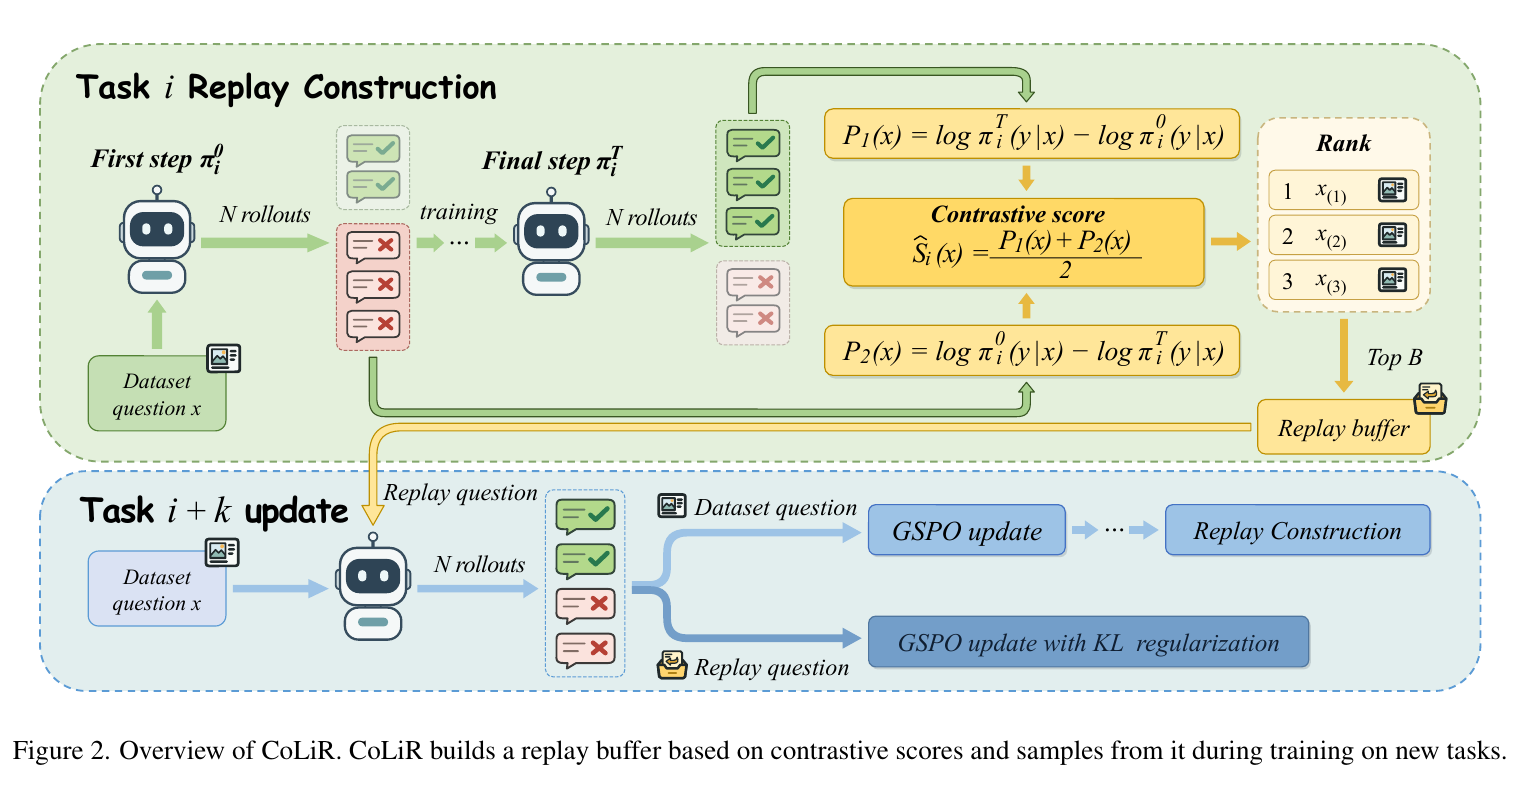 Task i Replay Construction
First step π_i^0
N rollouts
training
...
Final step π_i^T
N rollouts
Dataset
question x
P_1(x) = log π_i^T(y|x) − log π_i^0(y|x)
Contrastive score
Ŝ_i(x) = (P_1(x) + P_2(x)) / 2
P_2(x) = log π_i^0(y|x) − log π_i^T(y|x)
Rank
1 x_(1)
2 x_(2)
3 x_(3)
Top B
Replay buffer
Task i + k update
Replay question
Dataset
question x
N rollouts
Dataset question
GSPO update
...
Replay Construction
Replay question
GSPO update with KL regularization
Figure 2. Overview of CoLiR. CoLiR builds a replay buffer based on contrastive scores and samples from it during training on new tasks.